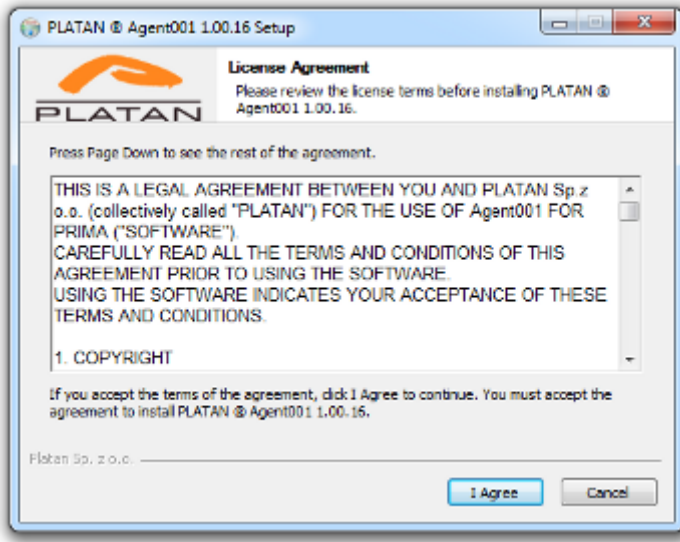 PLATAN ® Agent001 1.00.16 Setup
PLATAN
License Agreement
Please review the license terms before installing PLATAN ®
Agent001 1.00.16.
Press Page Down to see the rest of the agreement.
THIS IS A LEGAL AGREEMENT BETWEEN YOU AND PLATAN Sp.z
o.o. (collectively called "PLATAN") FOR THE USE OF Agent001 FOR
PRIMA ("SOFTWARE").
CAREFULLY READ ALL THE TERMS AND CONDITIONS OF THIS
AGREEMENT PRIOR TO USING THE SOFTWARE.
USING THE SOFTWARE INDICATES YOUR ACCEPTANCE OF THESE
TERMS AND CONDITIONS.
1. COPYRIGHT
If you accept the terms of the agreement, click I Agree to continue. You must accept the
agreement to install PLATAN ® Agent001 1.00.16.
Platan Sp. z o.o.
I Agree
Cancel